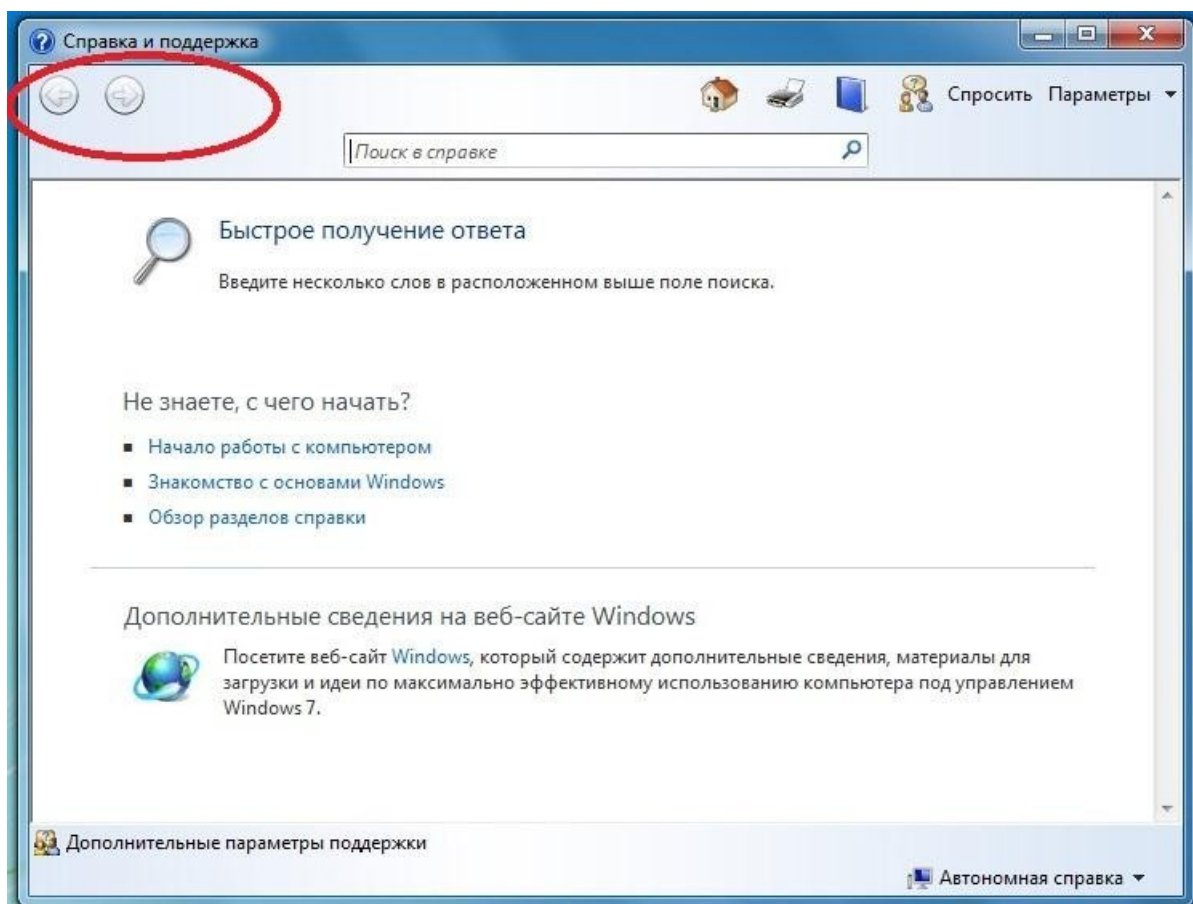 Справка и поддержка
Спросить Параметры
Поиск в справке
Быстрое получение ответа
Введите несколько слов в расположенном выше поле поиска.
Не знаете, с чего начать?
Начало работы с компьютером
Знакомство с основами Windows
Обзор разделов справки
Дополнительные сведения на веб-сайте Windows
Посетите веб-сайт Windows, который содержит дополнительные сведения, материалы для
загрузки и идеи по максимально эффективному использованию компьютера под управлением
Windows 7.
Дополнительные параметры поддержки
Автономная справка